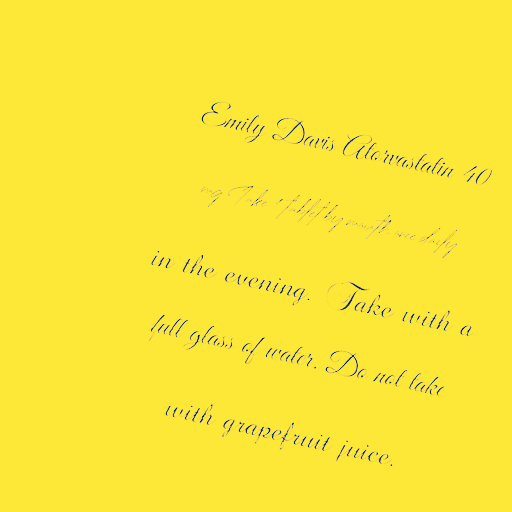 Emily Davis Atorvastatin 40
mg Take 1 tablet by mouth once daily
in the evening. Take with a
full glass of water. Do not take
with grapefruit juice.